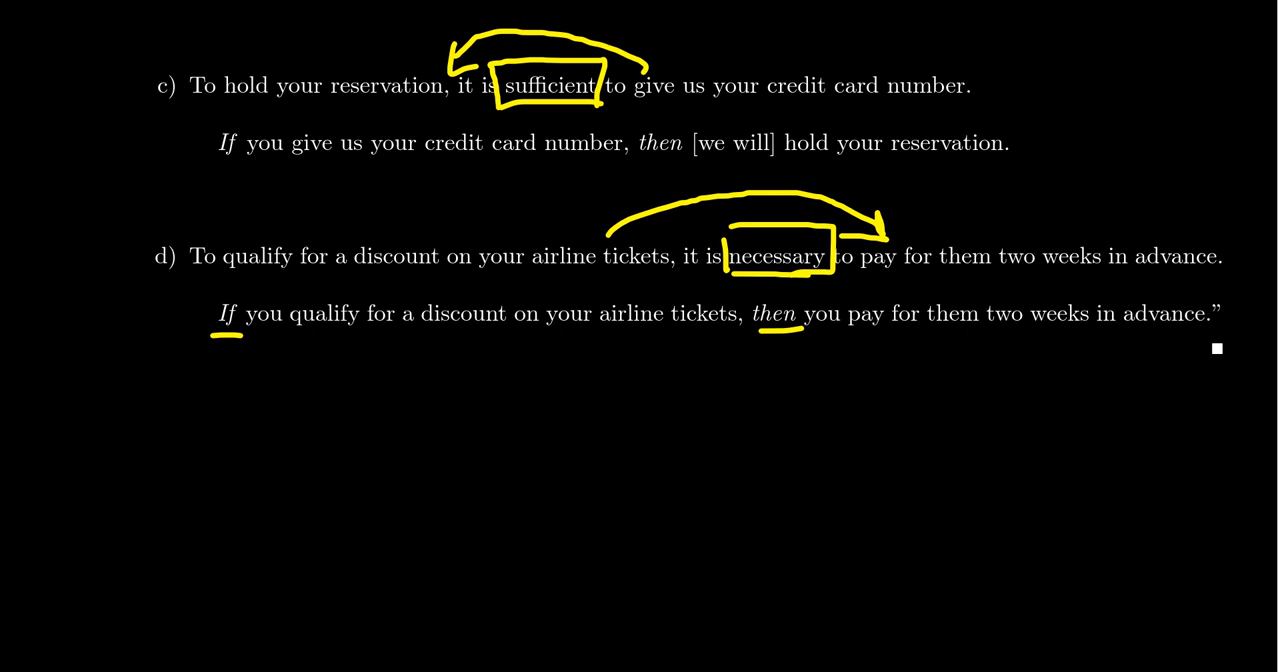 c) To hold your reservation, it is sufficient to give us your credit card number.
If you give us your credit card number, then [we will] hold your reservation.
d) To qualify for a discount on your airline tickets, it is necessary to pay for them two weeks in advance.
If you qualify for a discount on your airline tickets, then you pay for them two weeks in advance.”